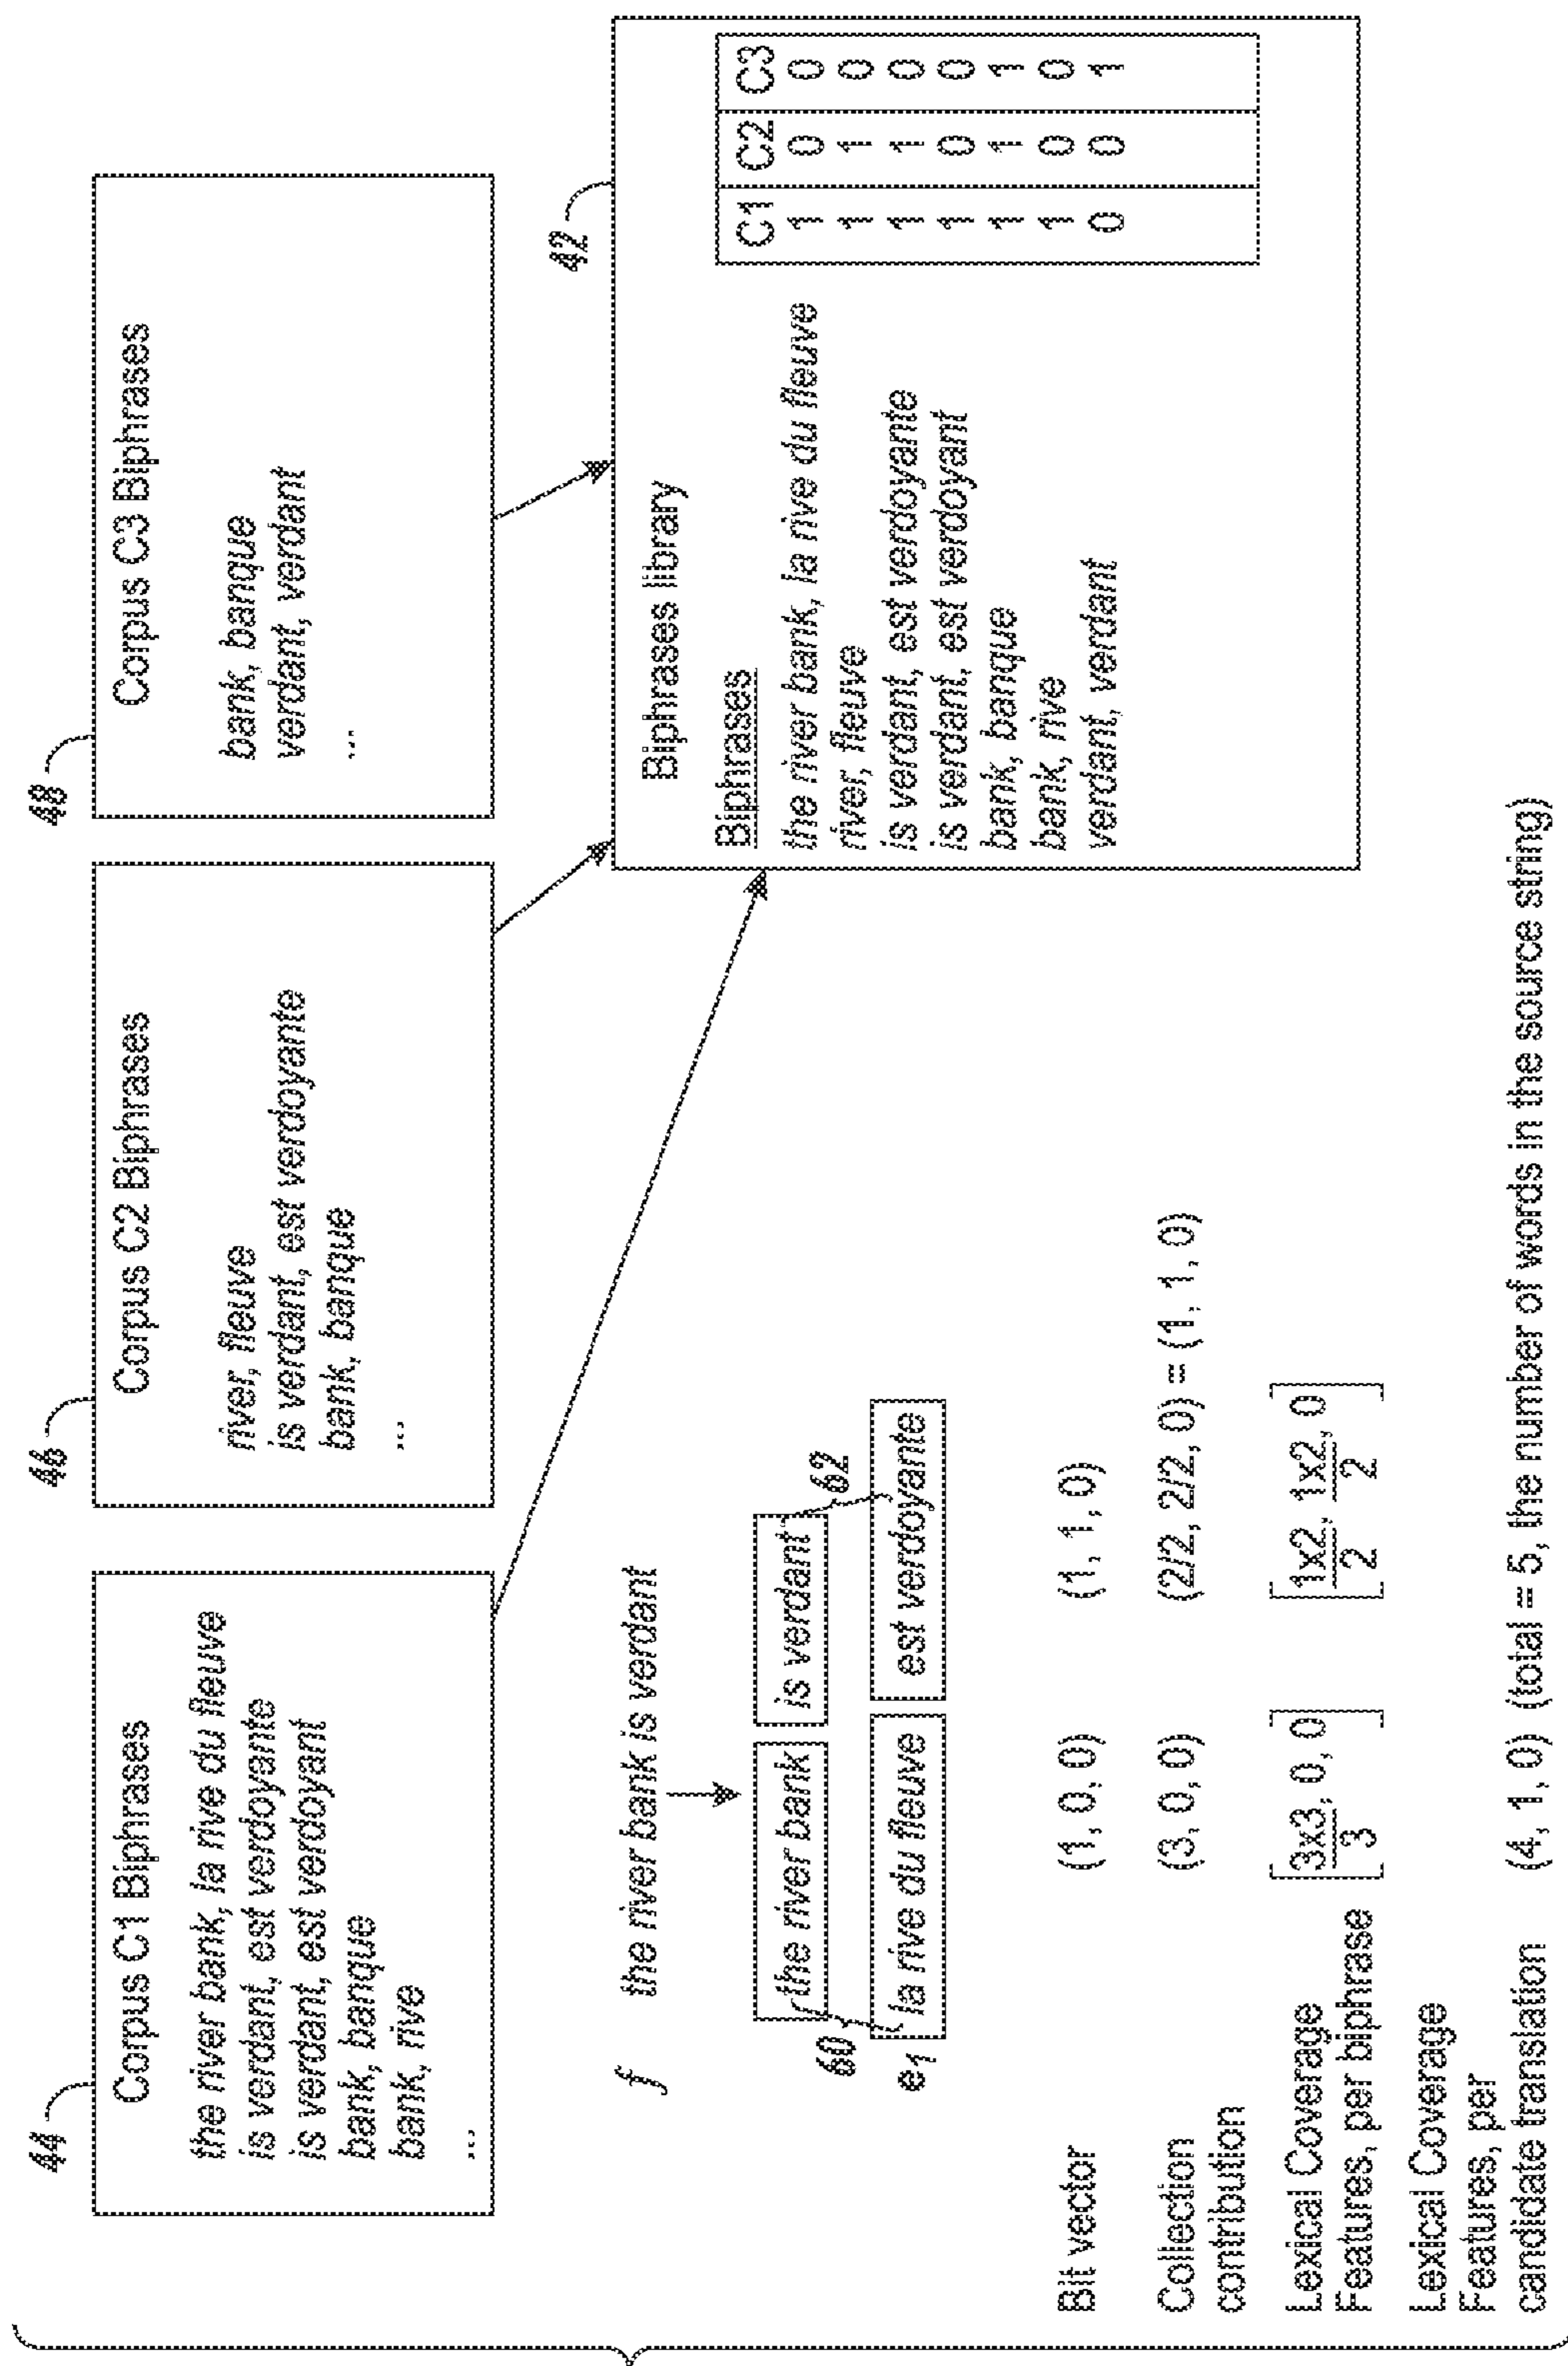 44
Corpus C1 Biphrases
the river bank, la rive du fleuve
is verdant, est verdoyante
is verdant, est verdoyant
bank, banque
bank, rive
...
46
Corpus C2 Biphrases
river, fleuve
is verdant, est verdoyante
bank, banque
...
48
Corpus C3 Biphrases
bank, banque
verdant, verdant
...
42
Biphrases library
Biphrases C1 C2 C3
the river bank, la rive du fleuve 1 0 0
river, fleuve 1 1 0
is verdant, est verdoyante 1 1 0
is verdant, est verdoyant 1 0 0
bank, banque 1 1 1
bank, rive 1 0 0
verdant, verdant 0 0 1
f the river bank is verdant
the river bank is verdant
60 62
e1 la rive du fleuve est verdoyante
Bit vector (1, 0, 0) (1, 1, 0)
Collection
contribution (3, 0, 0) (2/2, 2/2, 0) = (1, 1, 0)
Lexical Coverage
Features, per biphrase [3x3/3, 0, 0] [1x2/2, 1x2/2, 0]
Lexical Coverage
Features, per
candidate translation (4, 1, 0) (total = 5, the number of words in the source string)